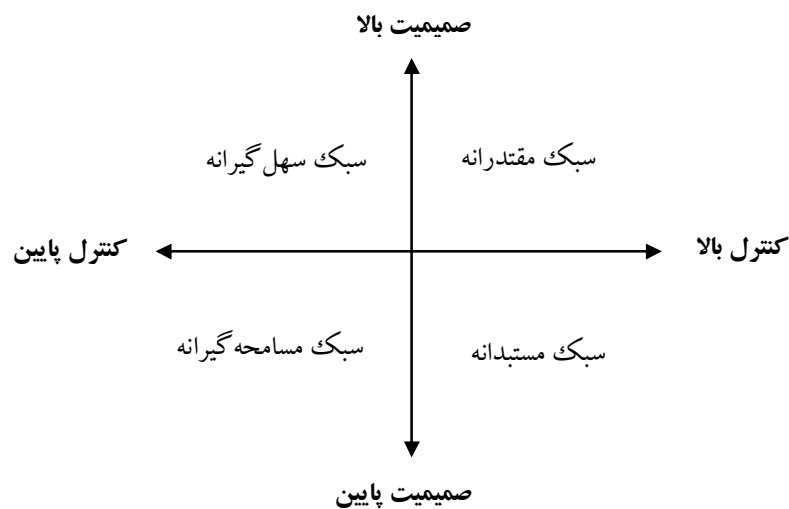 صمیمیت بالا
سبک مقتدرانه
سبک سهل‌گیرانه
کنترل بالا
کنترل پایین
سبک مستبدانه
سبک مسامحه‌گیرانه
صمیمیت پایین